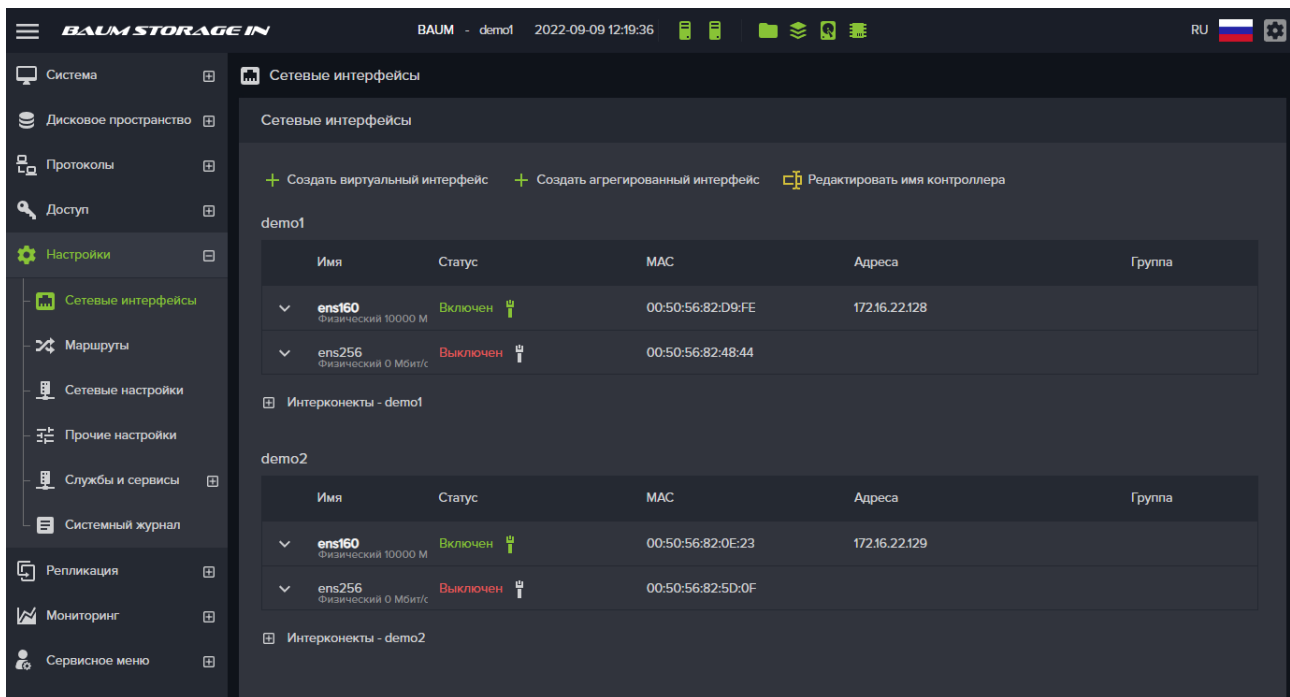 BAUM STORAGE IN
BAUM - demo1 2022-09-09 12:19:36
RU
Система
Дисковое пространство
Протоколы
Доступ
Настройки
Сетевые интерфейсы
Маршруты
Сетевые настройки
Прочие настройки
Службы и сервисы
Системный журнал
Репликация
Мониторинг
Сервисное меню
Сетевые интерфейсы
Сетевые интерфейсы
Создать виртуальный интерфейс Создать агрегированный интерфейс Редактировать имя контроллера
demo1
Имя Статус MAC Адреса Группа
ens160 Включен 00:50:56:82:D9:FE 172.16.22.128
Физический 10000 М
ens256 Выключен 00:50:56:82:48:44
Физический 0 Мбит/с
Интерконекты - demo1
demo2
Имя Статус MAC Адреса Группа
ens160 Включен 00:50:56:82:0E:23 172.16.22.129
Физический 10000 М
ens256 Выключен 00:50:56:82:5D:0F
Физический 0 Мбит/с
Интерконекты - demo2